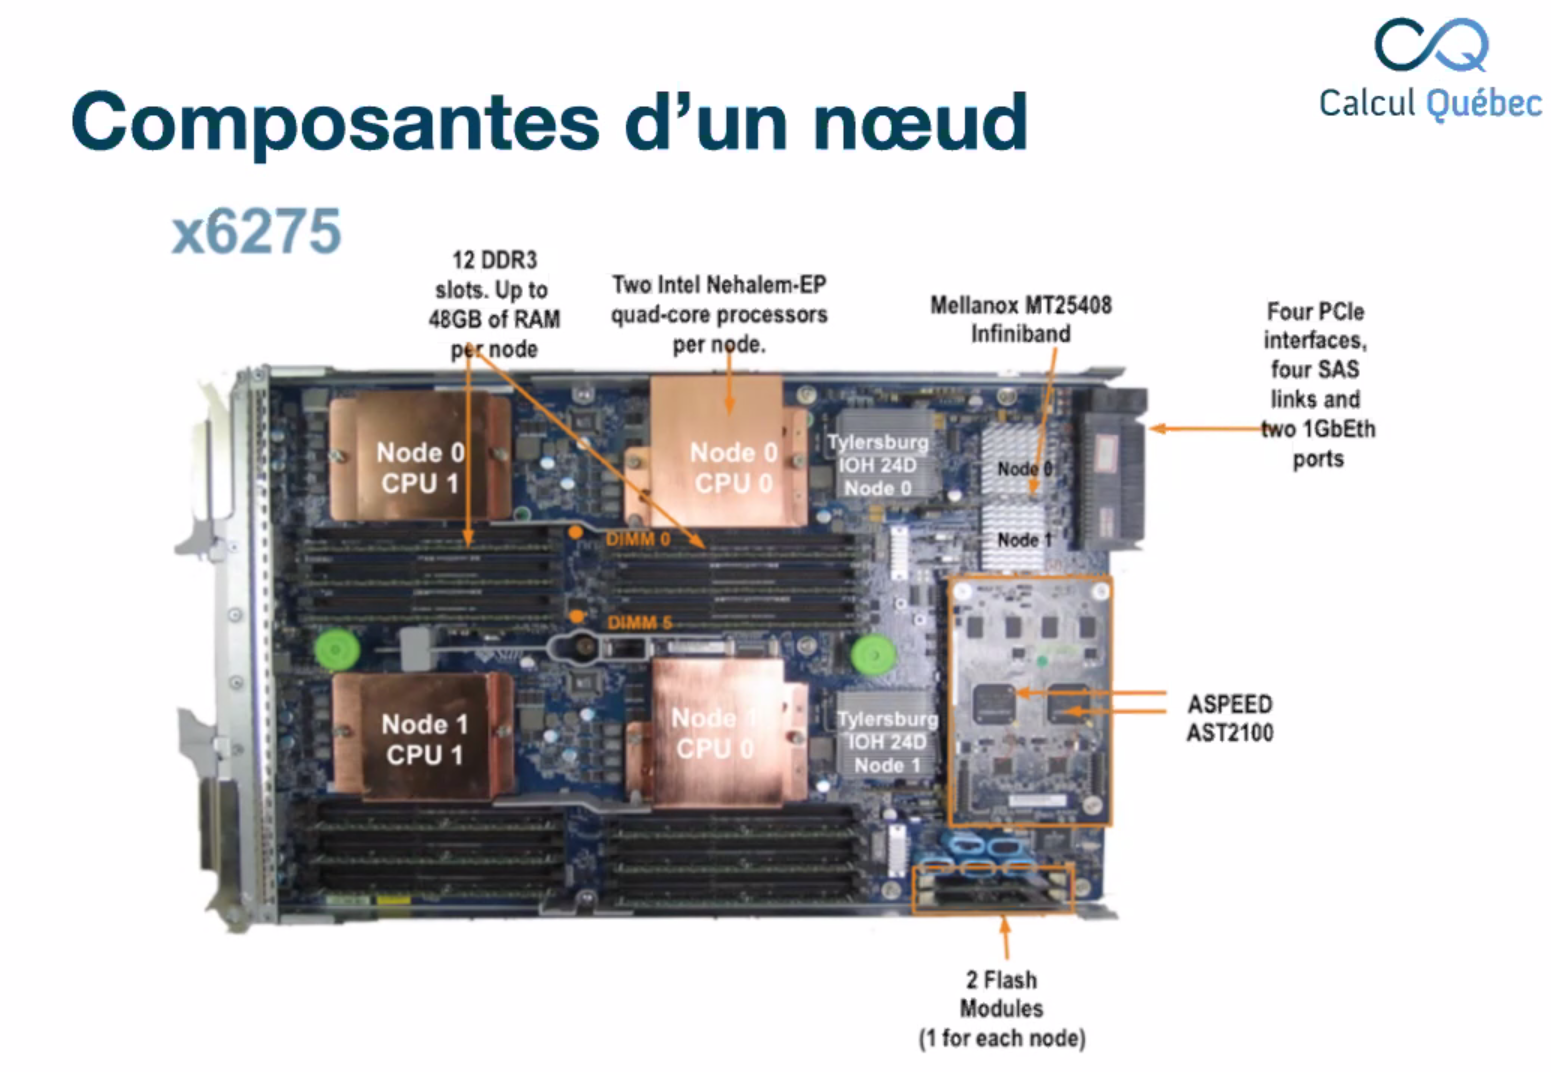 Calcul Québec
Composantes d’un nœud
x6275
12 DDR3
slots. Up to
48GB of RAM
per node
Two Intel Nehalem-EP
quad-core processors
per node.
Mellanox MT25408
Infiniband
Four PCIe
interfaces,
four SAS
links and
two 1GbEth
ports
Node 0
CPU 1
Node 0
CPU 0
Tylersburg
IOH 24D
Node 0
Node 0
Node 1
DIMM 0
DIMM 5
Node 1
CPU 1
Node 1
CPU 0
Tylersburg
IOH 24D
Node 1
ASPEED
AST2100
2 Flash
Modules
(1 for each node)